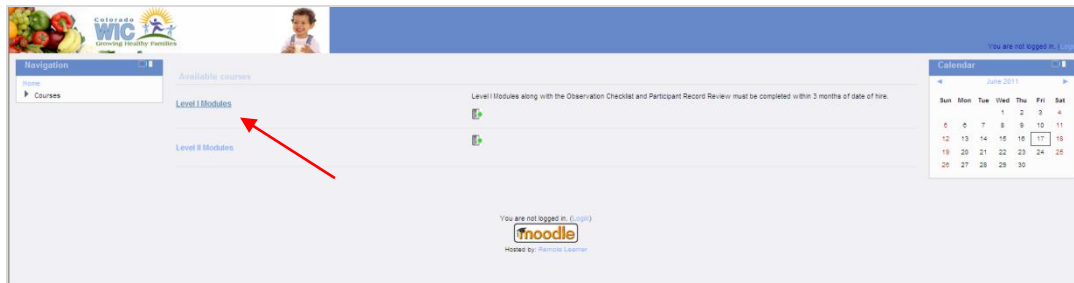 Colorado
WIC
Growing Healthy Families
You are not logged in. (Login
Navigation
Home
Courses
Available courses
Level I Modules
Level I Modules along with the Observation Checklist and Participant Record Review must be completed within 3 months of date of hire.
Level II Modules
Calendar
June 2011
Sun Mon Tue Wed Thu Fri Sat
1 2 3 4
5 6 7 8 9 10 11
12 13 14 15 16 17 18
19 20 21 22 23 24 25
26 27 28 29 30
You are not logged in. (Login)
moodle
Hosted by: Remote Learner